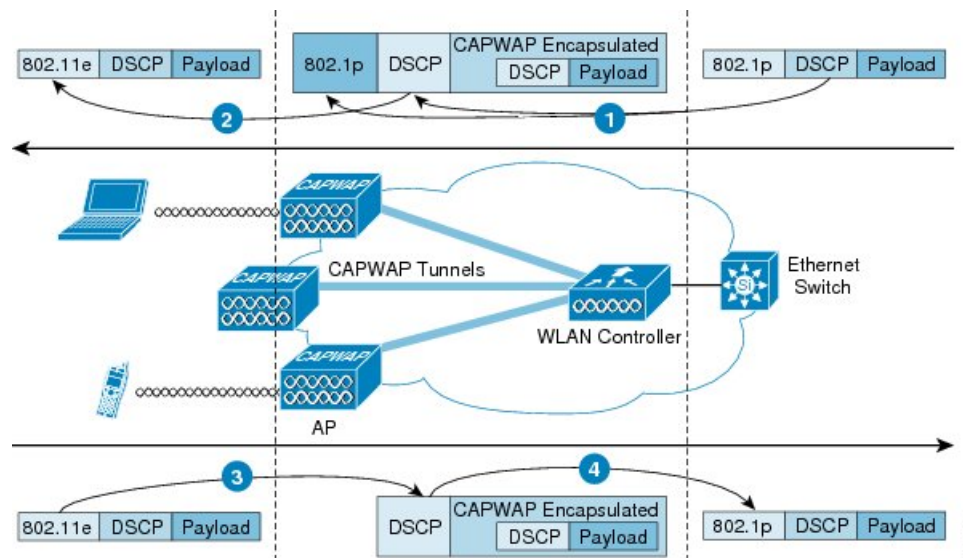 802.11e DSCP Payload
802.1p DSCP CAPWAP Encapsulated
DSCP Payload
802.1p DSCP Payload
2
1
CAPWAP
CAPWAP Tunnels
CAPWAP
Si
Ethernet
Switch
WLAN Controller
CAPWAP
AP
3
4
802.11e DSCP Payload
DSCP CAPWAP Encapsulated
DSCP Payload
802.1p DSCP Payload